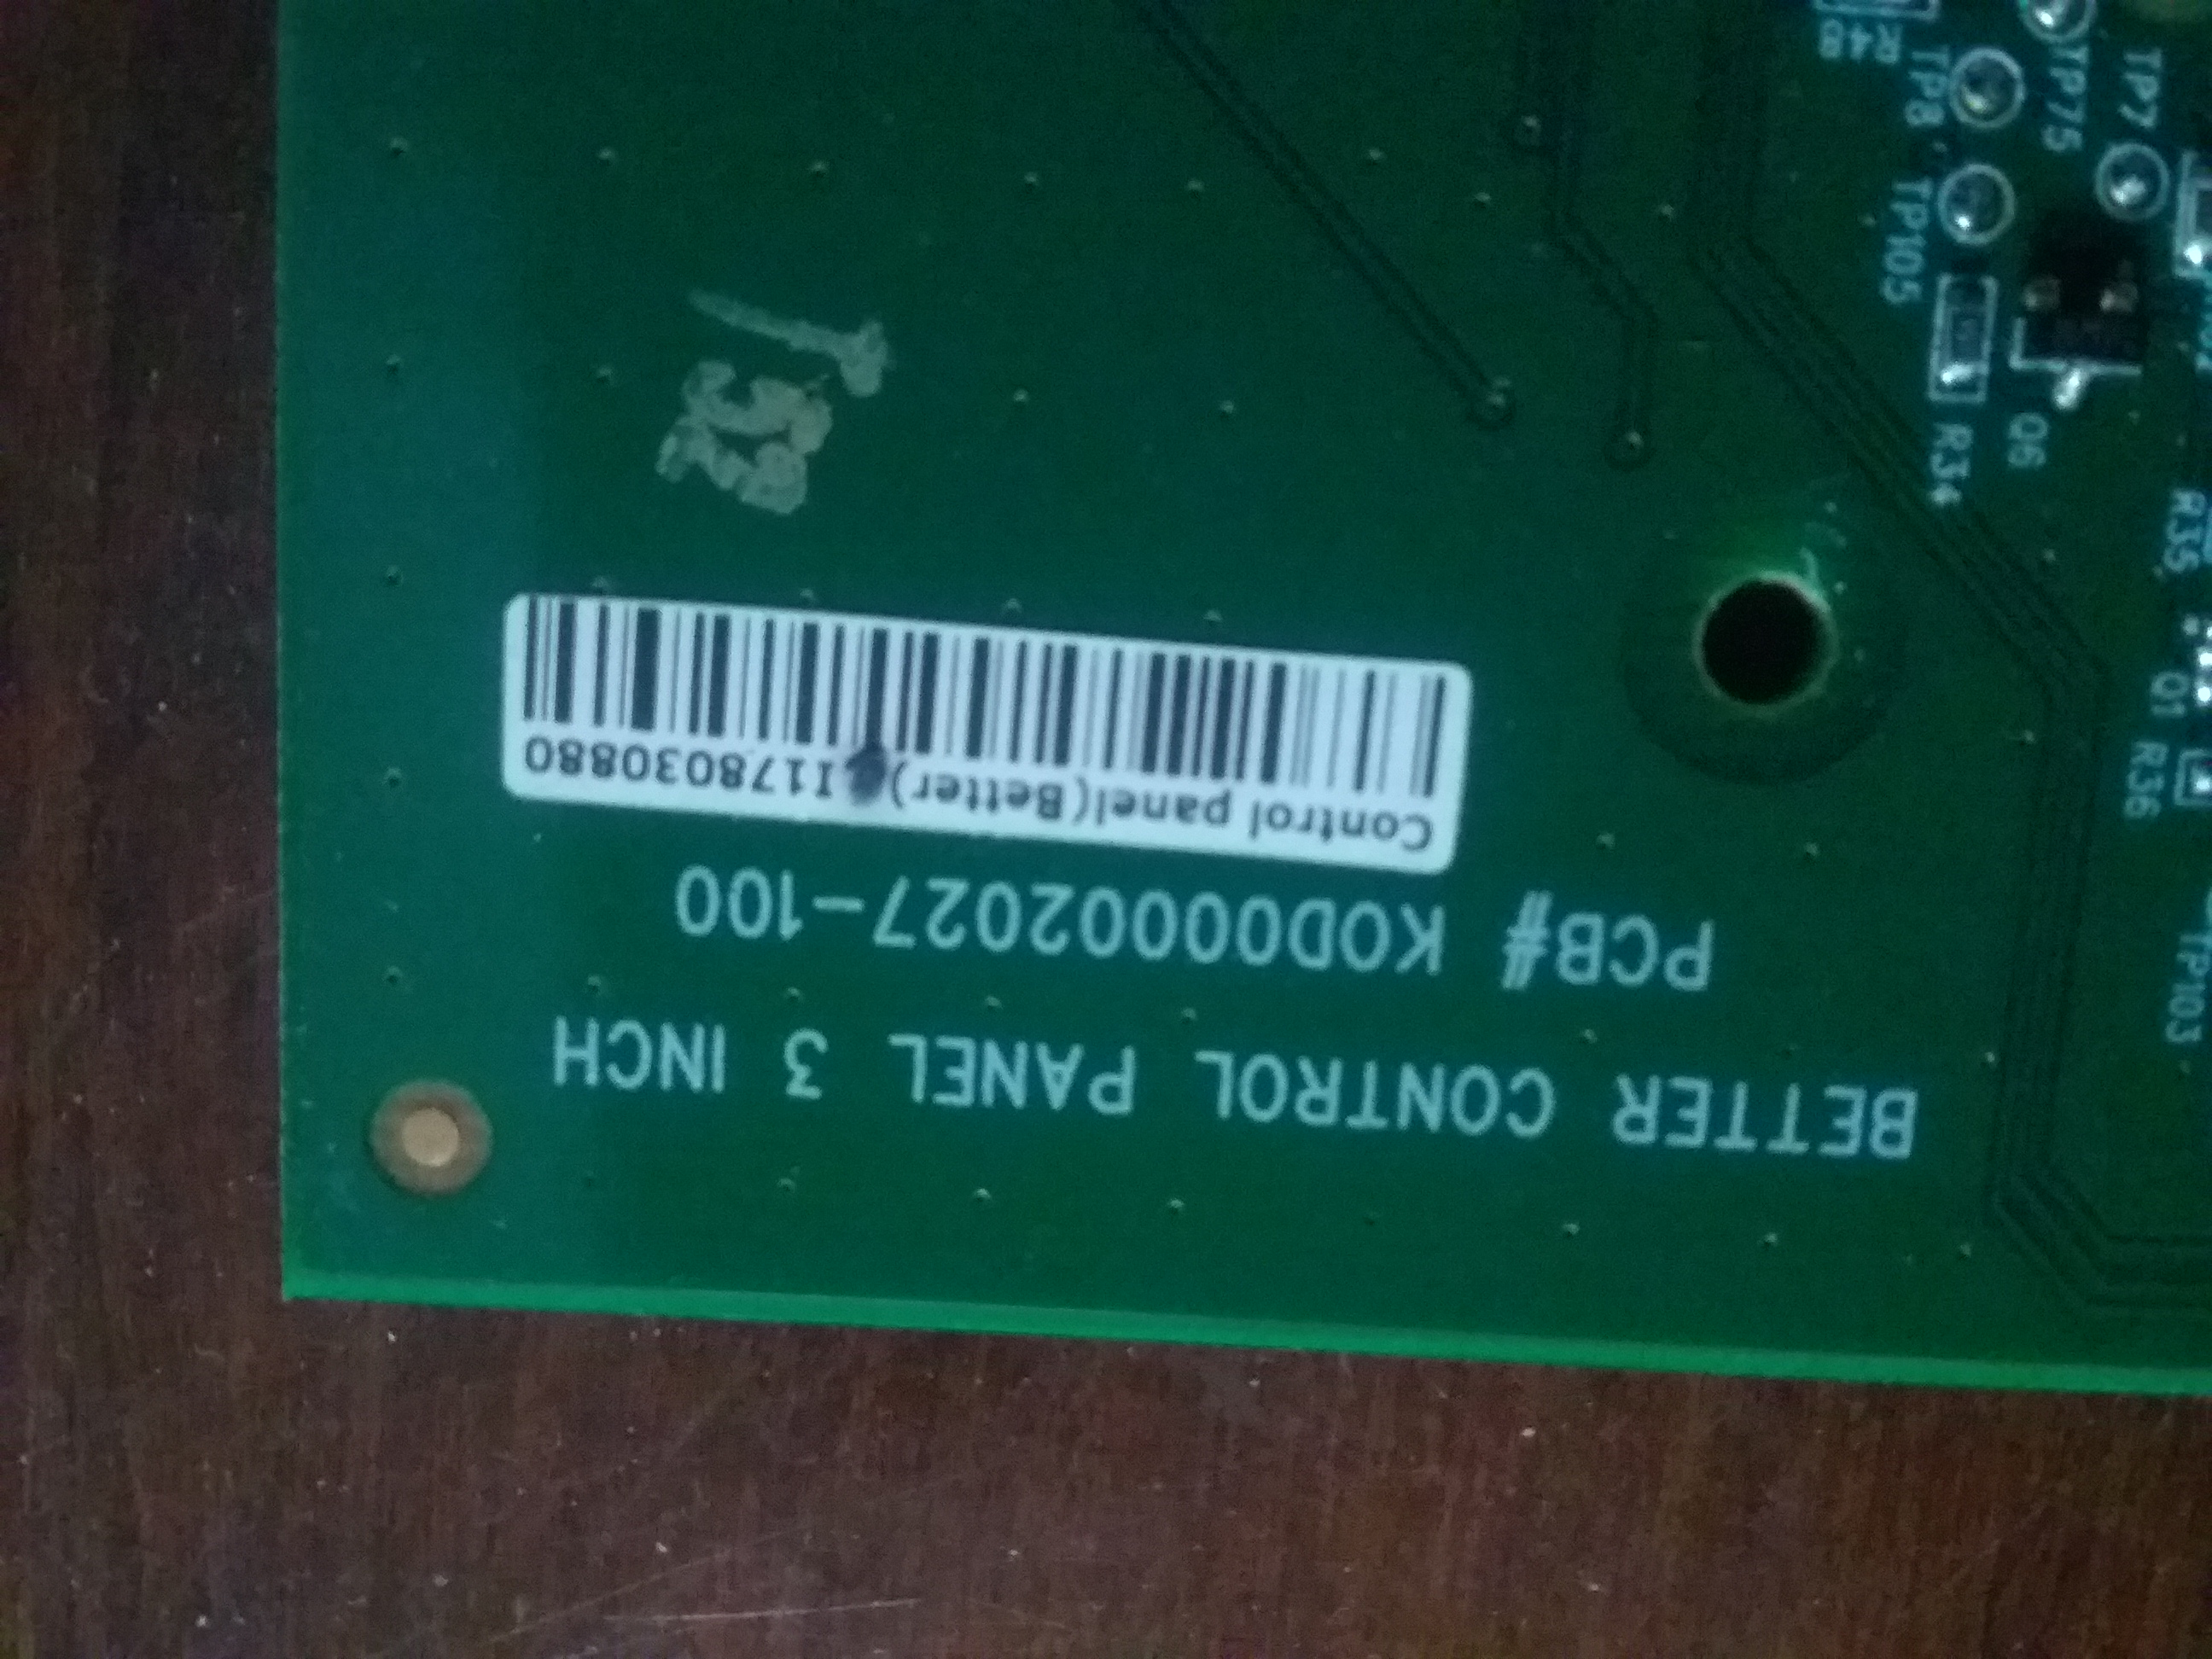 BETTER CONTROL PANEL 3 INCH
PCB# KOD00002027-100
Control panel(Better) I178030880
R48
TP8
TP75
TP7
TP105
R34
Q6
R35
Q1
R36
TP103